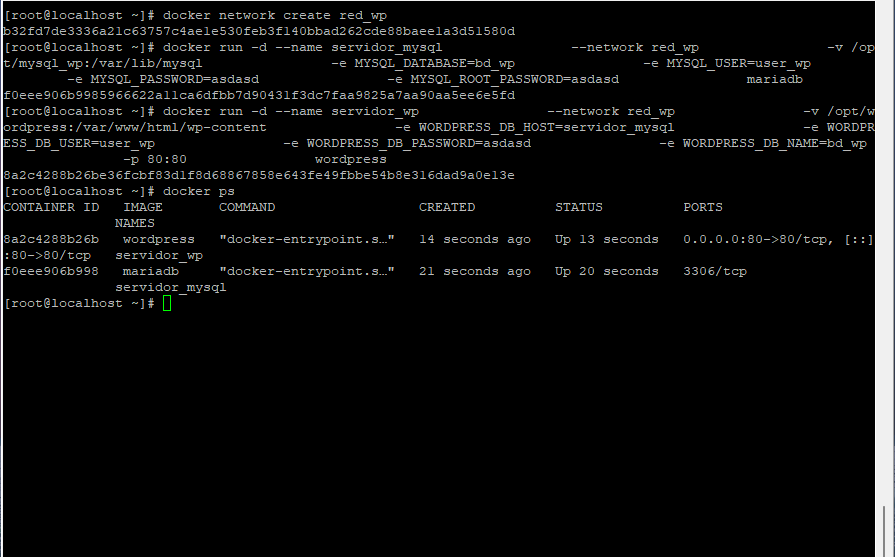 [root@localhost ~]# docker network create red_wp
b32fd7de3336a21c63757c4ae1e530feb3f140bbad262cde88baee1a3d51580d
[root@localhost ~]# docker run -d --name servidor_mysql                --network red_wp                -v /op
t/mysql_wp:/var/lib/mysql                -e MYSQL_DATABASE=bd_wp                -e MYSQL_USER=user_wp
        -e MYSQL_PASSWORD=asdasd                -e MYSQL_ROOT_PASSWORD=asdasd                mariadb
f0eee906b9985966622a11ca6dfbb7d90431f3dc7faa9825a7aa90aa5ee6e5fd
[root@localhost ~]# docker run -d --name servidor_wp                --network red_wp                -v /opt/w
ordpress:/var/www/html/wp-content                -e WORDPRESS_DB_HOST=servidor_mysql                -e WORDPR
ESS_DB_USER=user_wp                -e WORDPRESS_DB_PASSWORD=asdasd                -e WORDPRESS_DB_NAME=bd_wp
               -p 80:80                wordpress
8a2c4288b26be36fcbf83d1f8d68867858e643fe49fbbe54b8e316dad9a0e13e
[root@localhost ~]# docker ps
CONTAINER ID   IMAGE       COMMAND                  CREATED          STATUS          PORTS
              NAMES
8a2c4288b26b   wordpress   "docker-entrypoint.s…"   14 seconds ago   Up 13 seconds   0.0.0.0:80->80/tcp, [::]
:80->80/tcp   servidor_wp
f0eee906b998   mariadb     "docker-entrypoint.s…"   21 seconds ago   Up 20 seconds   3306/tcp
              servidor_mysql
[root@localhost ~]#